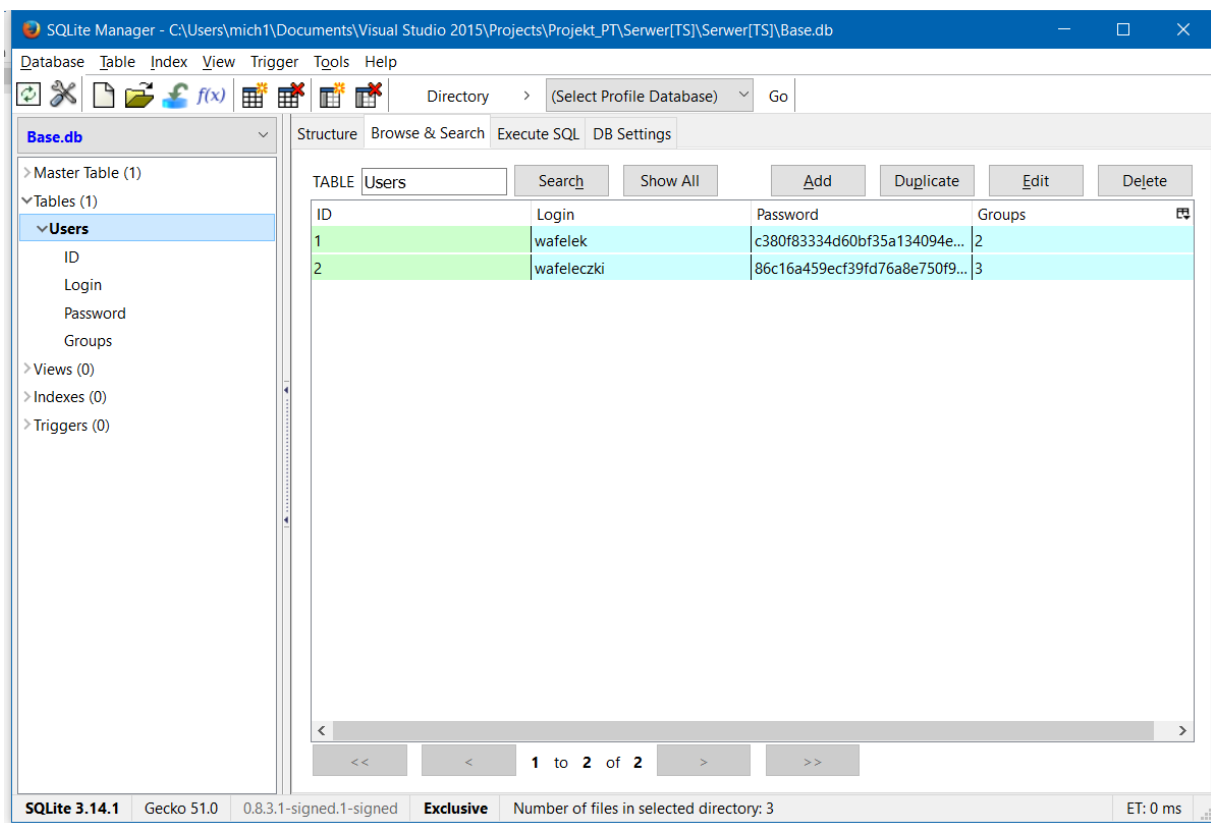 SQLite Manager - C:\Users\mich1\Documents\Visual Studio 2015\Projects\Projekt_PT\Serwer[TS]\Serwer[TS]\Base.db
Database Table Index View Trigger Tools Help
f(x) Directory > (Select Profile Database) Go
Base.db
Structure Browse & Search Execute SQL DB Settings
Master Table (1)
Tables (1)
Users
ID
Login
Password
Groups
Views (0)
Indexes (0)
Triggers (0)
TABLE Users Search Show All Add Duplicate Edit Delete
ID Login Password Groups
1 wafelek c380f83334d60bf35a134094e... 2
2 wafeleczki 86c16a459ecf39fd76a8e750f9... 3
<< < 1 to 2 of 2 > >>
SQLite 3.14.1 Gecko 51.0 0.8.3.1-signed.1-signed Exclusive Number of files in selected directory: 3 ET: 0 ms